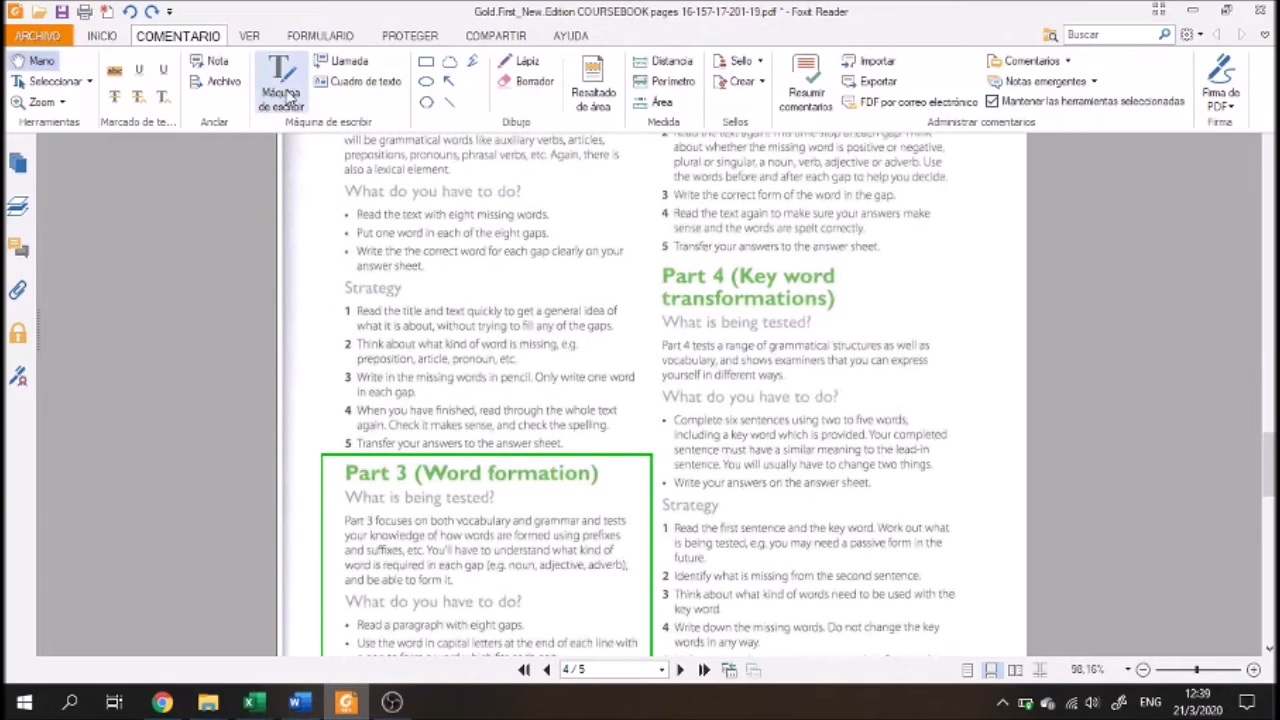 Gold.First_New.Edition COURSEBOOK pages 16-157-17-201-19.pdf * - Foxit Reader
ARCHIVO INICIO COMENTARIO VER FORMULARIO PROTEGER COMPARTIR AYUDA Buscar
Mano
Seleccionar
Zoom
Herramientas
Marcado de te...
Nota
Archivo
Anclar
Máquina
de escribir
Llamada
Cuadro de texto
Máquina de escribir
Lápiz
Borrador
Dibujo
Resaltado
de área
Distancia
Perímetro
Área
Medida
Sello
Crear
Sellos
Resumir
comentarios
Importar
Exportar
FDF por correo electrónico
Comentarios
Notas emergentes
Mantener las herramientas seleccionadas
Administrar comentarios
Firma de
PDF
Firma
will be grammatical words like auxiliary verbs, articles,
prepositions, pronouns, phrasal verbs, etc. Again, there is
also a lexical element.
What do you have to do?
• Read the text with eight missing words.
• Put one word in each of the eight gaps.
• Write the the correct word for each gap clearly on your
answer sheet.
Strategy
1 Read the title and text quickly to get a general idea of
what it is about, without trying to fill any of the gaps.
2 Think about what kind of word is missing, e.g.
preposition, article, pronoun, etc.
3 Write in the missing words in pencil. Only write one word
in each gap.
4 When you have finished, read through the whole text
again. Check it makes sense, and check the spelling.
5 Transfer your answers to the answer sheet.
Part 3 (Word formation)
What is being tested?
Part 3 focuses on both vocabulary and grammar and tests
your knowledge of how words are formed using prefixes
and suffixes, etc. You'll have to understand what kind of
word is required in each gap (e.g. noun, adjective, adverb),
and be able to form it.
What do you have to do?
• Read a paragraph with eight gaps.
• Use the word in capital letters at the end of each line with
2 Read the text again. This time stop at each gap. Think
about whether the missing word is positive or negative,
plural or singular, a noun, verb, adjective or adverb. Use
the words before and after each gap to help you decide.
3 Write the correct form of the word in the gap.
4 Read the text again to make sure your answers make
sense and the words are spelt correctly.
5 Transfer your answers to the answer sheet.
Part 4 (Key word
transformations)
What is being tested?
Part 4 tests a range of grammatical structures as well as
vocabulary, and shows examiners that you can express
yourself in different ways.
What do you have to do?
• Complete six sentences using two to five words,
including a key word which is provided. Your completed
sentence must have a similar meaning to the lead-in
sentence. You will usually have to change two things.
• Write your answers on the answer sheet.
Strategy
1 Read the first sentence and the key word. Work out what
is being tested, e.g. you may need a passive form in the
future.
2 Identify what is missing from the second sentence.
3 Think about what kind of words need to be used with the
key word.
4 Write down the missing words. Do not change the key
words in any way.
4 / 5
98,16%
ENG
12:39
21/3/2020